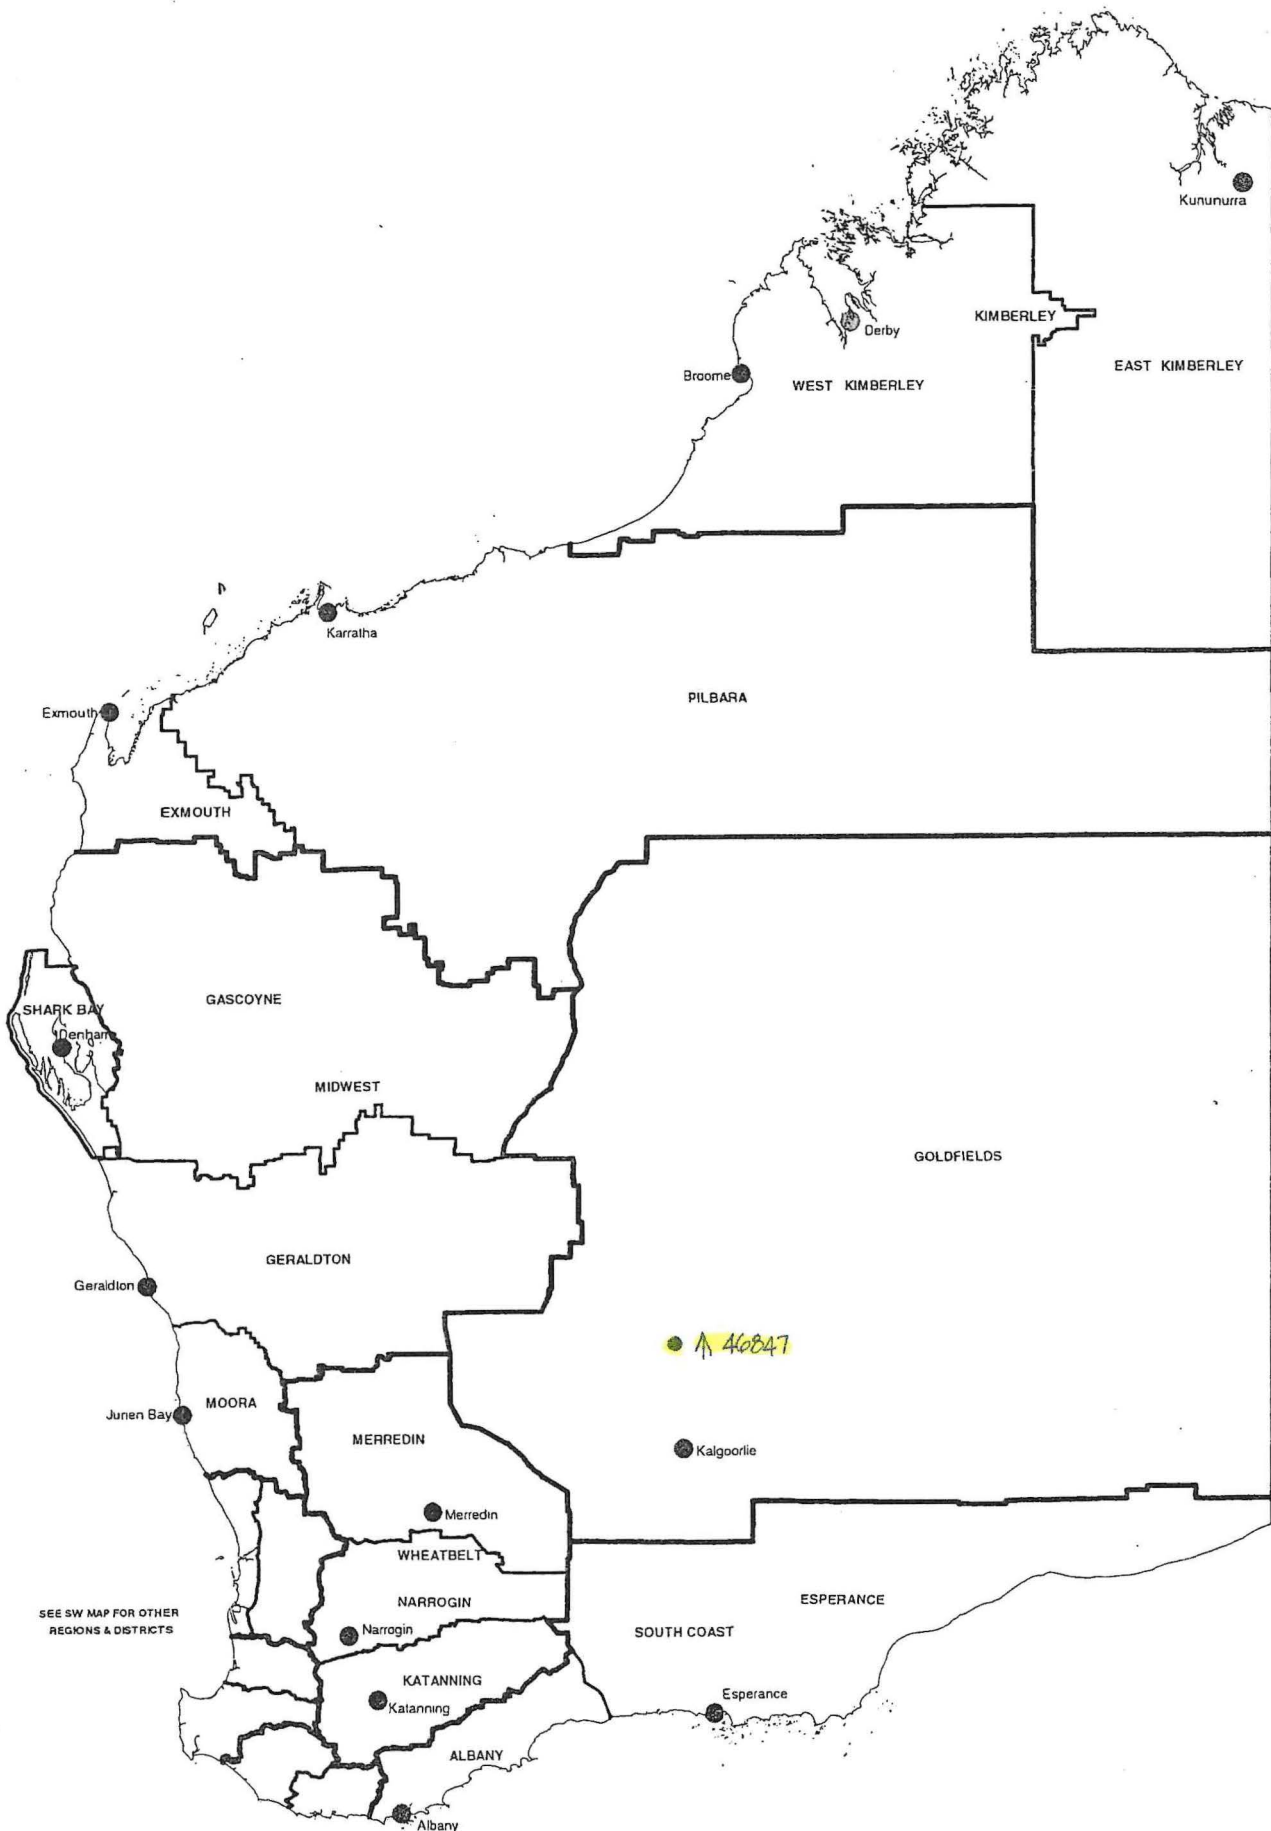 Kununurra
KIMBERLEY
Derby
EAST KIMBERLEY
Broome
WEST KIMBERLEY
Karratha
PILBARA
Exmouth
EXMOUTH
GASCOYNE
SHARK BAY
Denham
MIDWEST
GOLDFIELDS
GERALDTON
Geraldton
46847
MOORA
Jurien Bay
MERREDIN
Kalgoorlie
Merredin
WHEATBELT
ESPERANCE
NARROGIN
SEE SW MAP FOR OTHER
REGIONS & DISTRICTS
Narrogin
SOUTH COAST
KATANNING
Katanning
Esperance
ALBANY
Albany